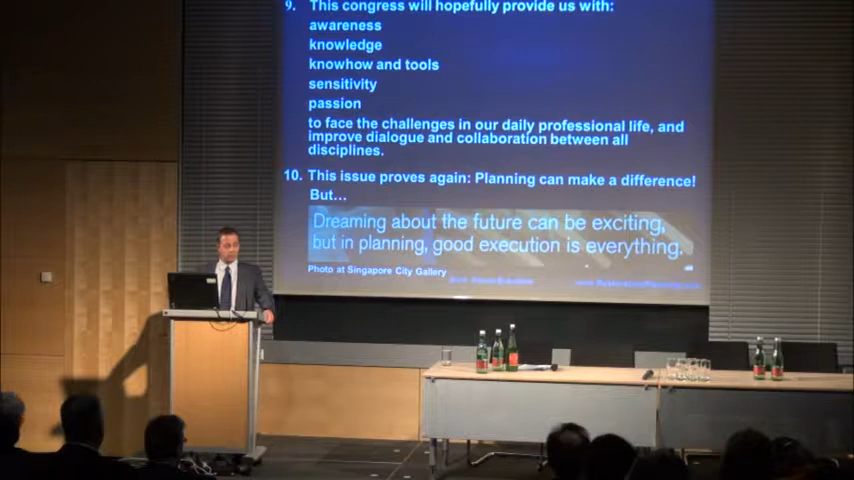 9. This congress will hopefully provide us with:
awareness
knowledge
knowhow and tools
sensitivity
passion
to face the challenges in our daily professional life, and
improve dialogue and collaboration between all
disciplines.
10. This issue proves again: Planning can make a difference!
But...
Dreaming about the future can be exciting,
but in planning, good execution is everything.
Photo at Singapore City Gallery